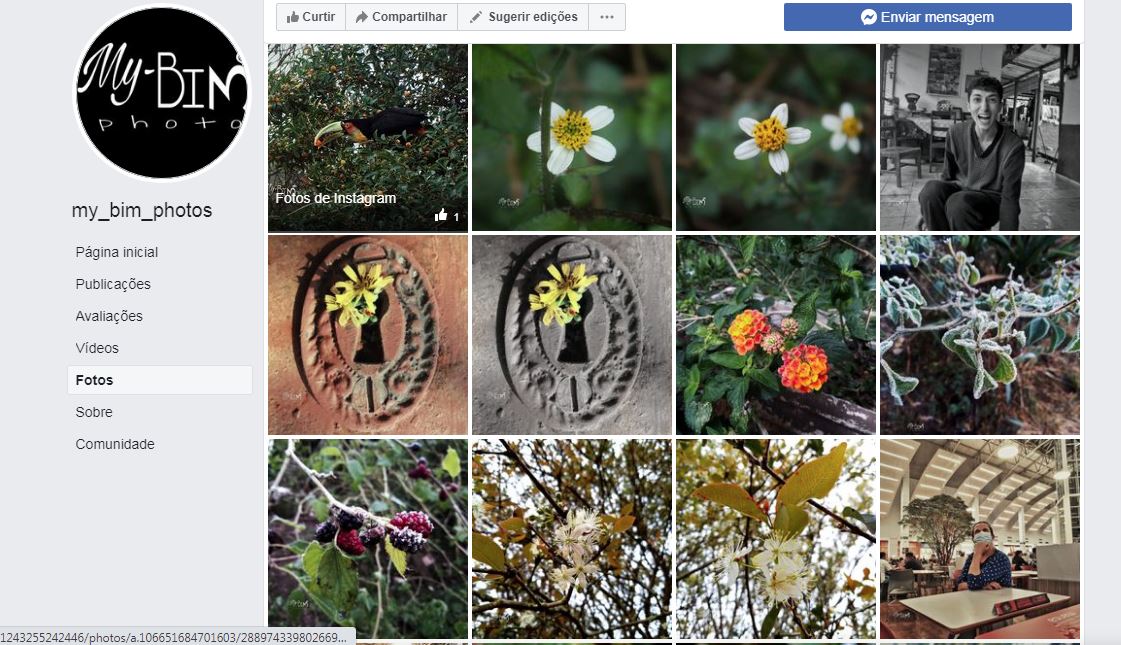 Curtir
Compartilhar
Sugerir edições
Enviar mensagem
My-BIM
photo
my_bim_photos
Página inicial
Publicações
Avaliações
Vídeos
Fotos
Sobre
Comunidade
Fotos de Instagram
1
1243255242446/photos/a.106651684701603/288974339802669...